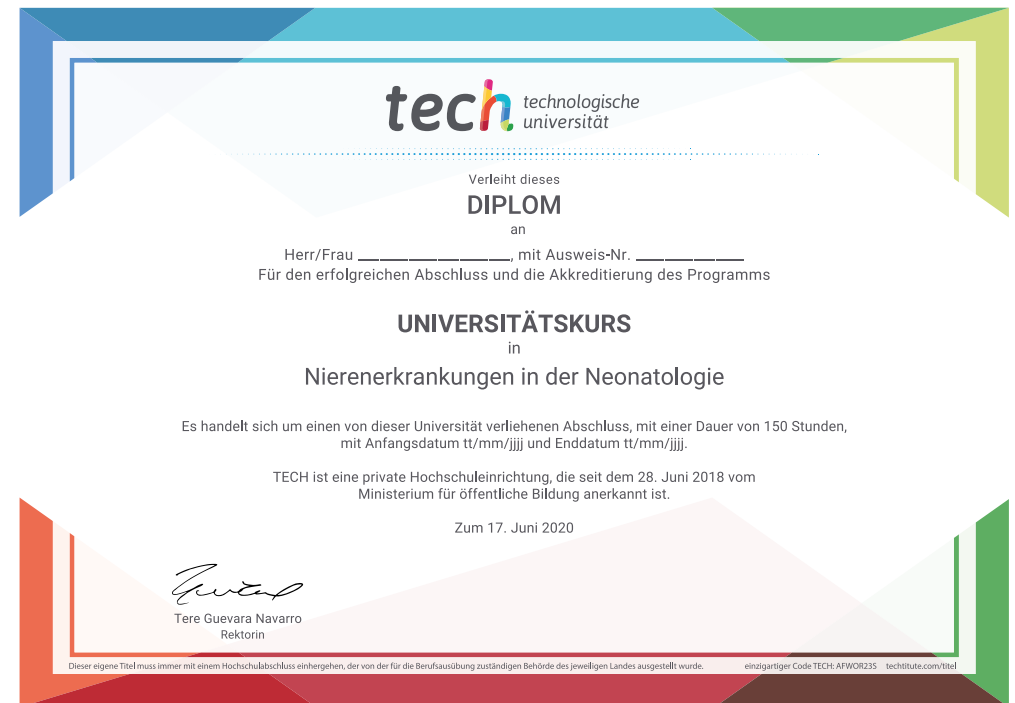 tech technologische
universität
Verleiht dieses
DIPLOM
an
Herr/Frau ____________, mit Ausweis-Nr. _________
Für den erfolgreichen Abschluss und die Akkreditierung des Programms
UNIVERSITÄTSKURS
in
Nierenerkrankungen in der Neonatologie
Es handelt sich um einen von dieser Universität verliehenen Abschluss, mit einer Dauer von 150 Stunden,
mit Anfangsdatum tt/mm/jjjj und Enddatum tt/mm/jjjj.
TECH ist eine private Hochschuleinrichtung, die seit dem 28. Juni 2018 vom
Ministerium für öffentliche Bildung anerkannt ist.
Zum 17. Juni 2020
Tere Guevara Navarro
Rektorin
Dieser eigene Titel muss immer mit einem Hochschulabschluss einhergehen, der von der für die Berufsausübung zuständigen Behörde des jeweiligen Landes ausgestellt wurde. einzigartiger Code TECH: AFWOR23S techtitute.com/titel